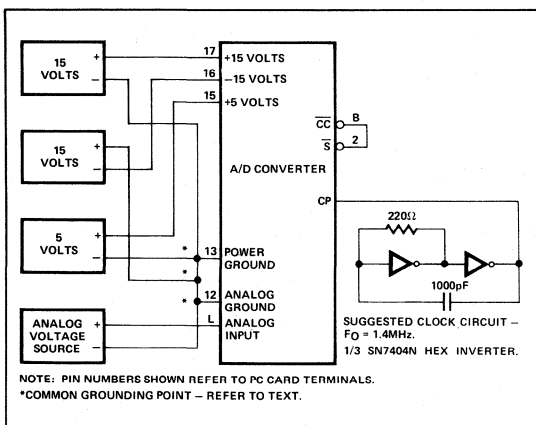 15
VOLTS
+
−
17
+15 VOLTS
16
−15 VOLTS
15
+5 VOLTS
15
VOLTS
+
−
CC
B
S
2
A/D CONVERTER
CP
5
VOLTS
+
−
*
*
*
13
POWER
GROUND
12
ANALOG
GROUND
L
ANALOG
INPUT
ANALOG
VOLTAGE
SOURCE
+
−
220Ω
1000pF
SUGGESTED CLOCK CIRCUIT –
FO = 1.4MHz.
1/3 SN7404N HEX INVERTER.
NOTE: PIN NUMBERS SHOWN REFER TO PC CARD TERMINALS.
*COMMON GROUNDING POINT – REFER TO TEXT.